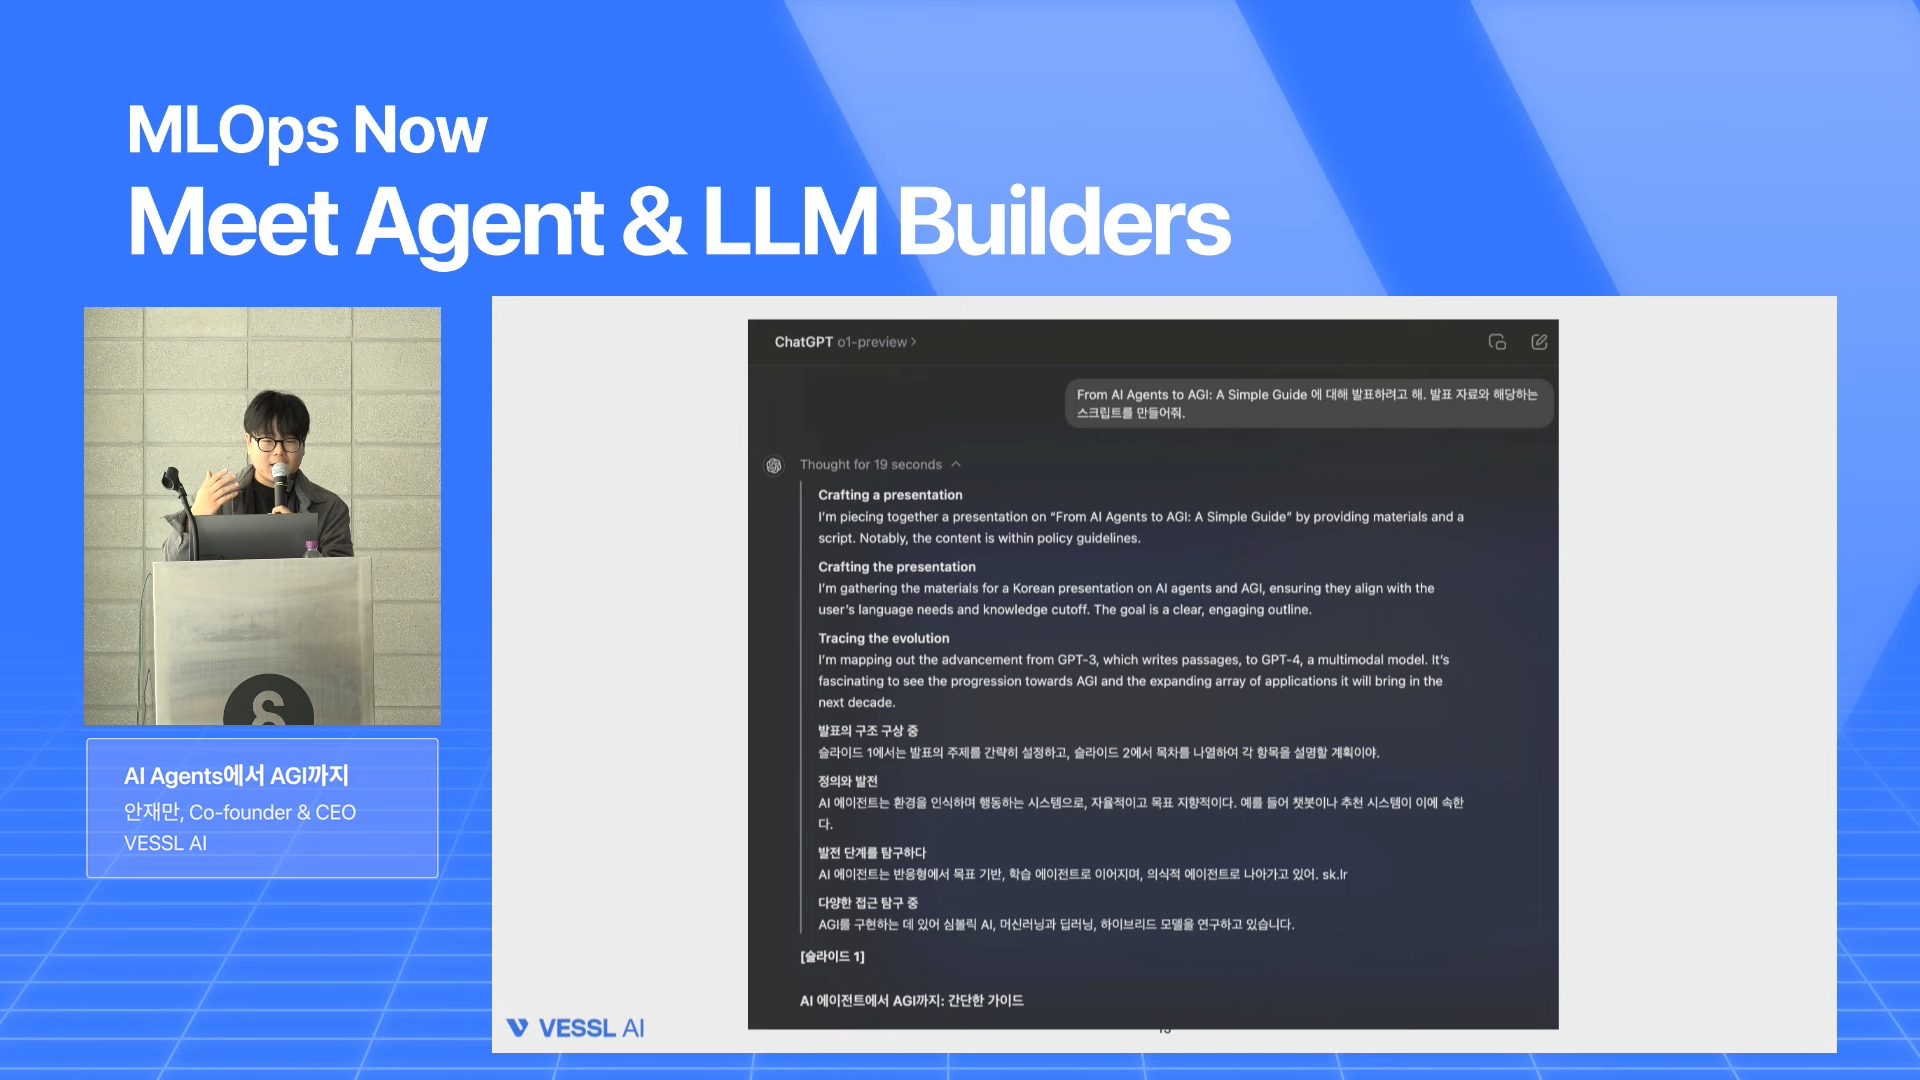 MLOps Now
Meet Agent & LLM Builders
AI Agents에서 AGI까지
안재만, Co-founder & CEO
VESSL AI
ChatGPT o1-preview >
From AI Agents to AGI: A Simple Guide 에 대해 발표하려고 해. 발표 자료와 해당하는
스크립트를 만들어줘.
Thought for 19 seconds
Crafting a presentation
I'm piecing together a presentation on “From AI Agents to AGI: A Simple Guide” by providing materials and a
script. Notably, the content is within policy guidelines.
Crafting the presentation
I'm gathering the materials for a Korean presentation on AI agents and AGI, ensuring they align with the
user's language needs and knowledge cutoff. The goal is a clear, engaging outline.
Tracing the evolution
I'm mapping out the advancement from GPT-3, which writes passages, to GPT-4, a multimodal model. It's
fascinating to see the progression towards AGI and the expanding array of applications it will bring in the
next decade.
발표의 구조 구상 중
슬라이드 1에서는 발표의 주제를 간략히 설정하고, 슬라이드 2에서 목차를 나열하여 각 항목을 설명할 계획이야.
정의와 발전
AI 에이전트는 환경을 인식하며 행동하는 시스템으로, 자율적이고 목표 지향적이다. 예를 들어 챗봇이나 추천 시스템이 이에 속한
다.
발전 단계를 탐구하다
AI 에이전트는 반응형에서 목표 기반, 학습 에이전트로 이어지며, 의식적 에이전트로 나아가고 있어. sk.Ir
다양한 접근 탐구 중
AGI를 구현하는 데 있어 심볼릭 AI, 머신러닝과 딥러닝, 하이브리드 모델을 연구하고 있습니다.
[슬라이드 1]
AI 에이전트에서 AGI까지: 간단한 가이드
VESSL AI